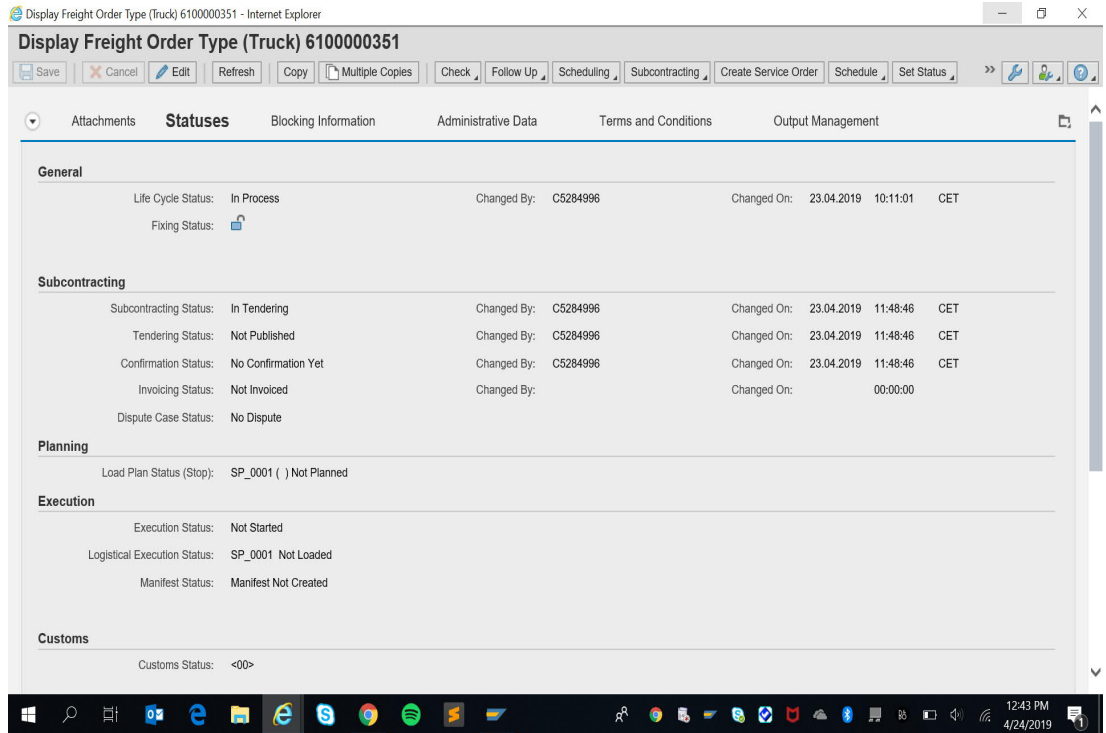 Display Freight Order Type (Truck) 6100000351 - Internet Explorer
Display Freight Order Type (Truck) 6100000351
Save Cancel Edit Refresh Copy Multiple Copies Check Follow Up Scheduling Subcontracting Create Service Order Schedule Set Status »
Attachments Statuses Blocking Information Administrative Data Terms and Conditions Output Management
General
Life Cycle Status: In Process Changed By: C5284996 Changed On: 23.04.2019 10:11:01 CET
Fixing Status:
Subcontracting
Subcontracting Status: In Tendering Changed By: C5284996 Changed On: 23.04.2019 11:48:46 CET
Tendering Status: Not Published Changed By: C5284996 Changed On: 23.04.2019 11:48:46 CET
Confirmation Status: No Confirmation Yet Changed By: C5284996 Changed On: 23.04.2019 11:48:46 CET
Invoicing Status: Not Invoiced Changed By: Changed On: 00:00:00
Dispute Case Status: No Dispute
Planning
Load Plan Status (Stop): SP_0001 ( ) Not Planned
Execution
Execution Status: Not Started
Logistical Execution Status: SP_0001 Not Loaded
Manifest Status: Manifest Not Created
Customs
Customs Status: <00>
12:43 PM
4/24/2019